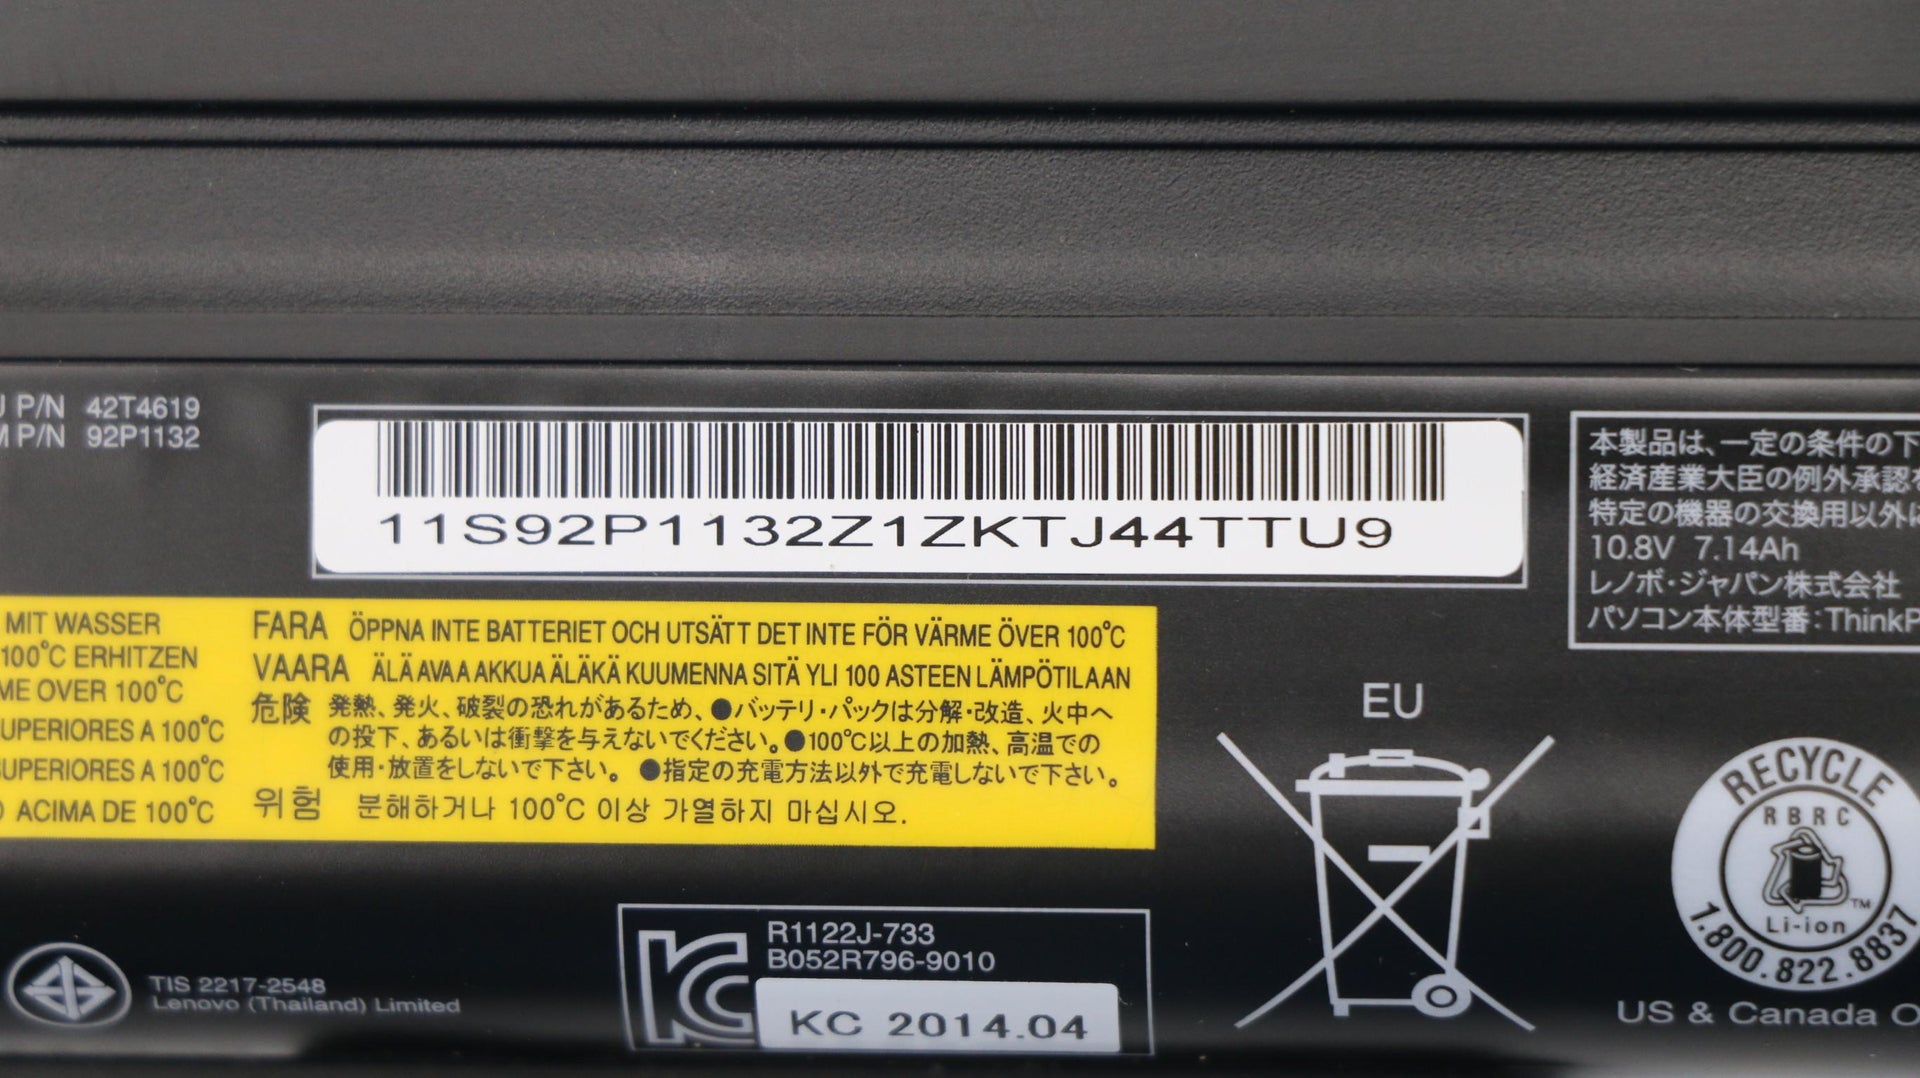 P/N 42T4619
P/N 92P1132
11S92P1132Z1ZKTJ44TTU9
本製品は、一定の条件の下
経済産業大臣の例外承認を
特定の機器の交換用以外に
10.8V 7.14Ah
レノボ・ジャパン株式会社
パソコン本体型番:ThinkP
MIT WASSER
100°C ERHITZEN
ME OVER 100°C
UPERIORES A 100°C
SUPERIORES A 100°C
O ACIMA DE 100°C
FARA ÖPPNA INTE BATTERIET OCH UTSÄTT DET INTE FÖR VÄRME ÖVER 100°C
VAARA ÄLÄ AVAA AKKUA ÄLÄKÄ KUUMENNA SITÄ YLI 100 ASTEEN LÄMPÖTILAAN
危険 発熱、発火、破裂の恐れがあるため、●バッテリ・パックは分解・改造、火中へ
の投下、あるいは衝撃を与えないでください。●100°C以上の加熱、高温での
使用・放置をしないで下さい。 ●指定の充電方法以外で充電しないで下さい。
위험 분해하거나 100°C 이상 가열하지 마십시오.
EU
RECYCLE
RBRC
TM
Li-ion
1.800.822.8837
US & Canada O
TIS 2217-2548
Lenovo (Thailand) Limited
R1122J-733
B052R796-9010
KC 2014.04